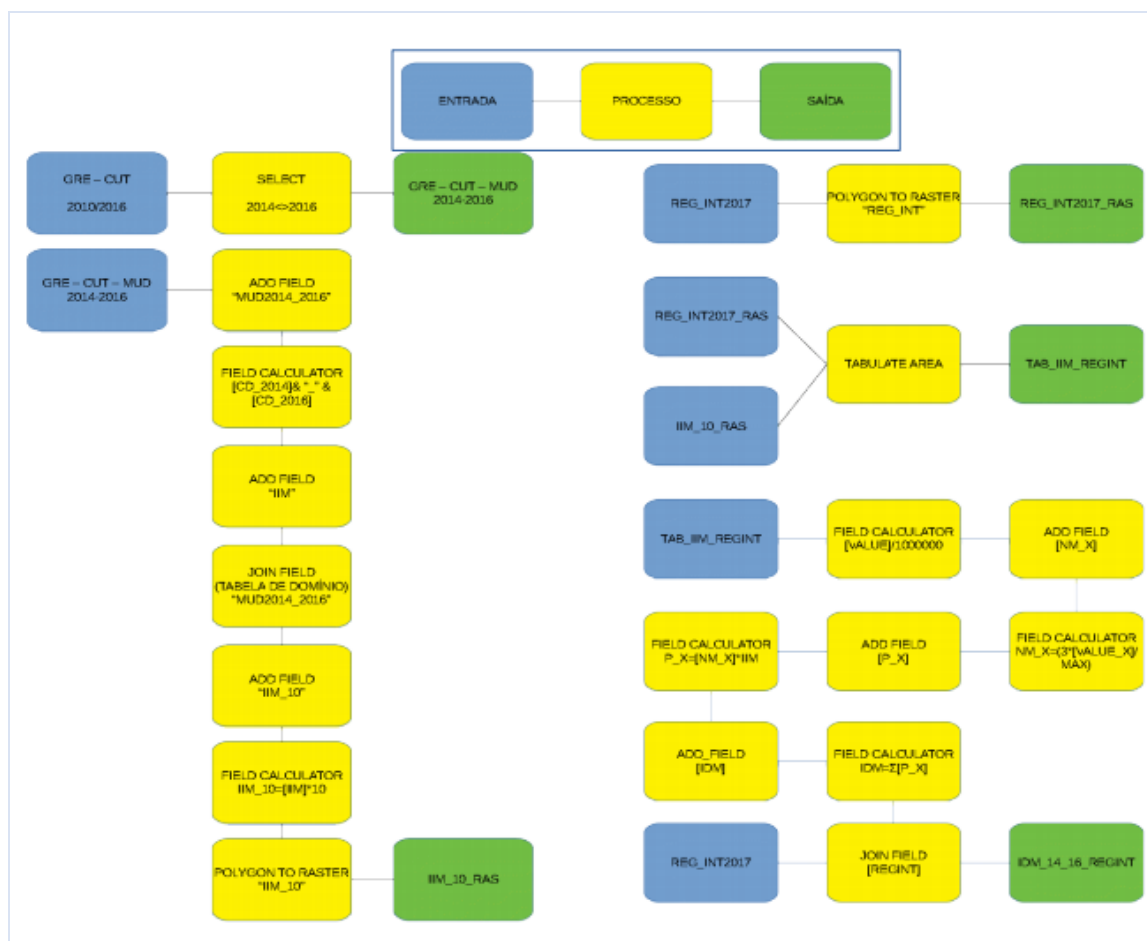 ENTRADA
PROCESSO
SAÍDA
GRE – CUT
2010/2016
SELECT
2014<>2016
GRE – CUT – MUD
2014-2016
GRE – CUT – MUD
2014-2016
ADD FIELD
“MUD2014_2016”
FIELD CALCULATOR
[CD_2014]& “_” &
[CD_2016]
ADD FIELD
“IIM”
JOIN FIELD
(TABELA DE DOMÍNIO)
“MUD2014_2016”
ADD FIELD
“IIM_10”
FIELD CALCULATOR
IIM_10=[IIM]*10
POLYGON TO RASTER
“IIM_10”
IIM_10_RAS
REG_INT2017
POLYGON TO RASTER
“REG_INT”
REG_INT2017_RAS
REG_INT2017_RAS
IIM_10_RAS
TABULATE AREA
TAB_IIM_REGINT
TAB_IIM_REGINT
FIELD CALCULATOR
[VALUE]/1000000
ADD FIELD
[NM_X]
FIELD CALCULATOR
NM_X=(3*[VALUE_X]/
MAX)
ADD FIELD
[P_X]
FIELD CALCULATOR
P_X=[NM_X]*IIM
ADD_FIELD
[IDM]
FIELD CALCULATOR
IDM=Σ[P_X]
REG_INT2017
JOIN FIELD
[REGINT]
IDM_14_16_REGINT